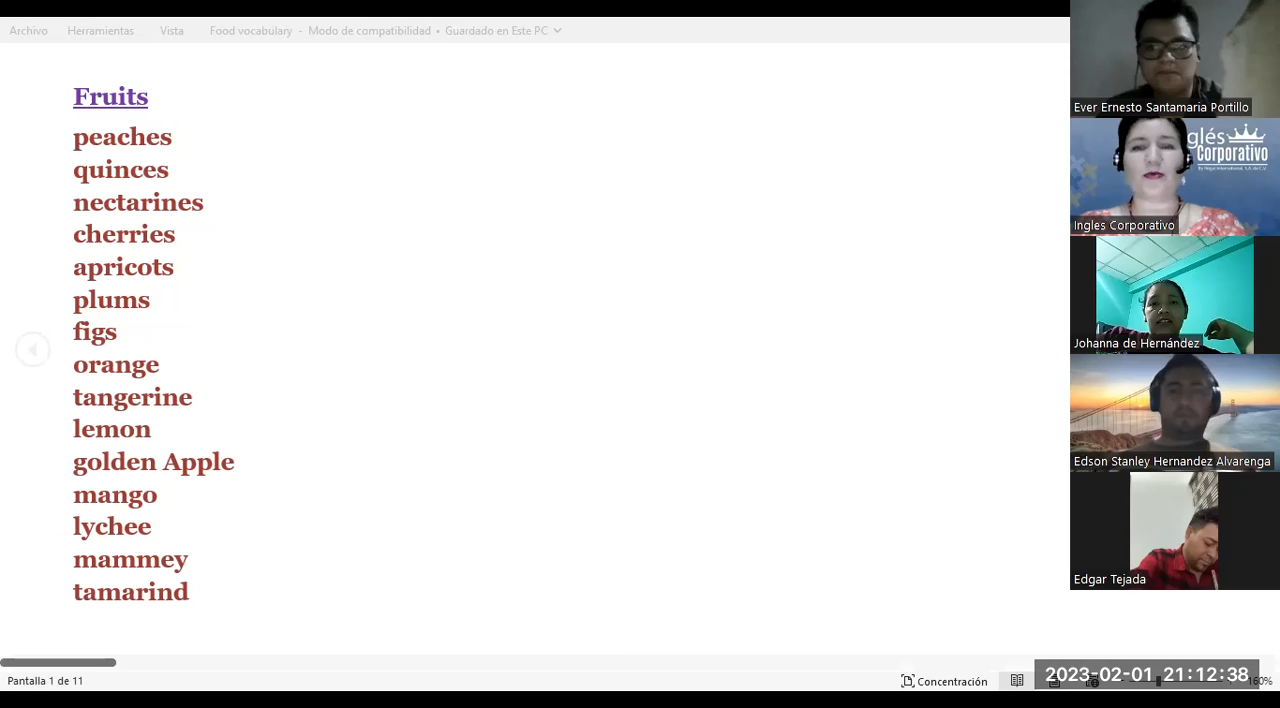 Archivo Herramientas Vista Food vocabulary - Modo de compatibilidad • Guardado en Este PC
Fruits
peaches
quinces
nectarines
cherries
apricots
plums
figs
orange
tangerine
lemon
golden Apple
mango
lychee
mammey
tamarind
Ever Ernesto Santamaria Portillo
glés
Corporativo
Ingles Corporativo
Johanna de Hernández
Edson Stanley Hernandez Alvarenga
Edgar Tejada
Pantalla 1 de 11
Concentración
2023-02-01 21:12:38
160%